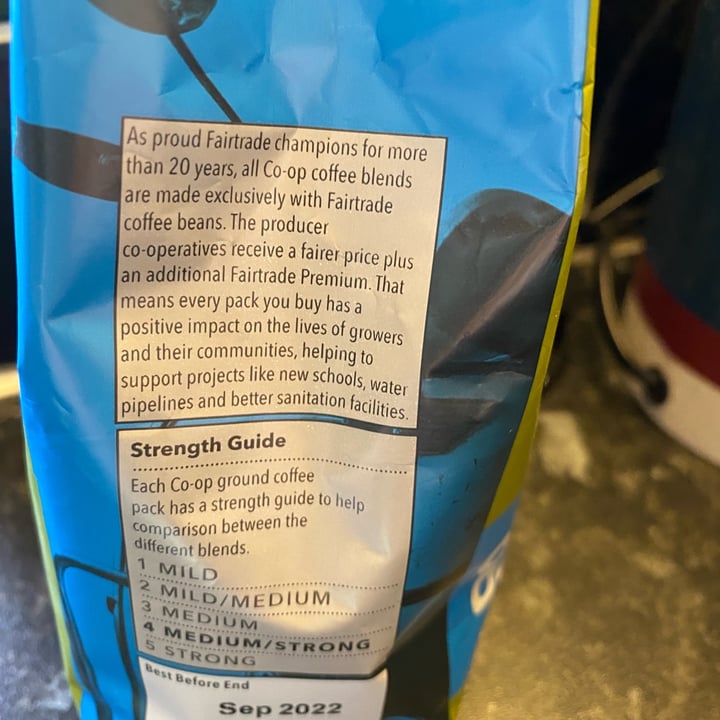 As proud Fairtrade champions for more
than 20 years, all Co-op coffee blends
are made exclusively with Fairtrade
coffee beans. The producer
co-operatives receive a fairer price plus
an additional Fairtrade Premium. That
means every pack you buy has a
positive impact on the lives of growers
and their communities, helping to
support projects like new schools, water
pipelines and better sanitation facilities.
Strength Guide
Each Co-op ground coffee
pack has a strength guide to help
comparison between the
different blends.
1 MILD
2 MILD/MEDIUM
3 MEDIUM
4 MEDIUM/STRONG
5 STRONG
Best Before End
Sep 2022